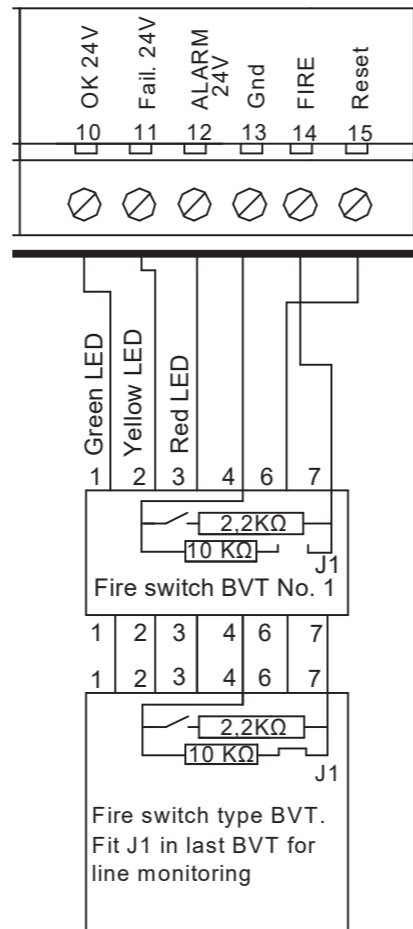 OK 24V
Fail. 24V
ALARM
24V
Gnd
FIRE
Reset
10 11 12 13 14 15
Green LED
Yellow LED
Red LED
1 2 3 4 6 7
2,2KΩ
10 KΩ
J1
Fire switch BVT No. 1
1 2 3 4 6 7
1 2 3 4 6 7
2,2KΩ
10 KΩ
J1
Fire switch type BVT.
Fit J1 in last BVT for
line monitoring